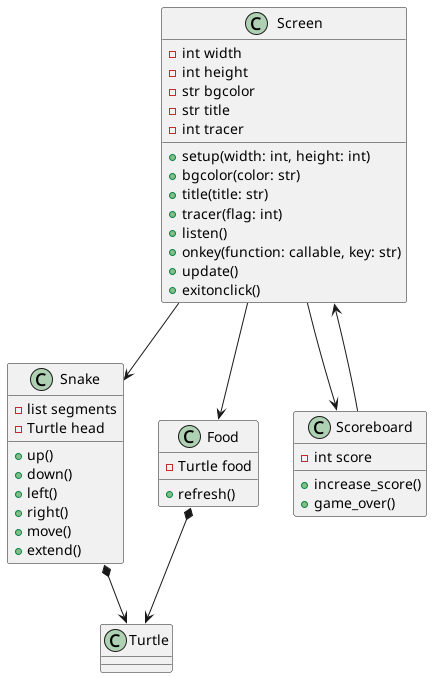 C Screen
int width
int height
str bgcolor
str title
int tracer
setup(width: int, height: int)
bgcolor(color: str)
title(title: str)
tracer(flag: int)
listen()
onkey(function: callable, key: str)
update()
exitonclick()
C Snake
list segments
Turtle head
up()
down()
left()
right()
move()
extend()
C Food
Turtle food
refresh()
C Scoreboard
int score
increase_score()
game_over()
C Turtle